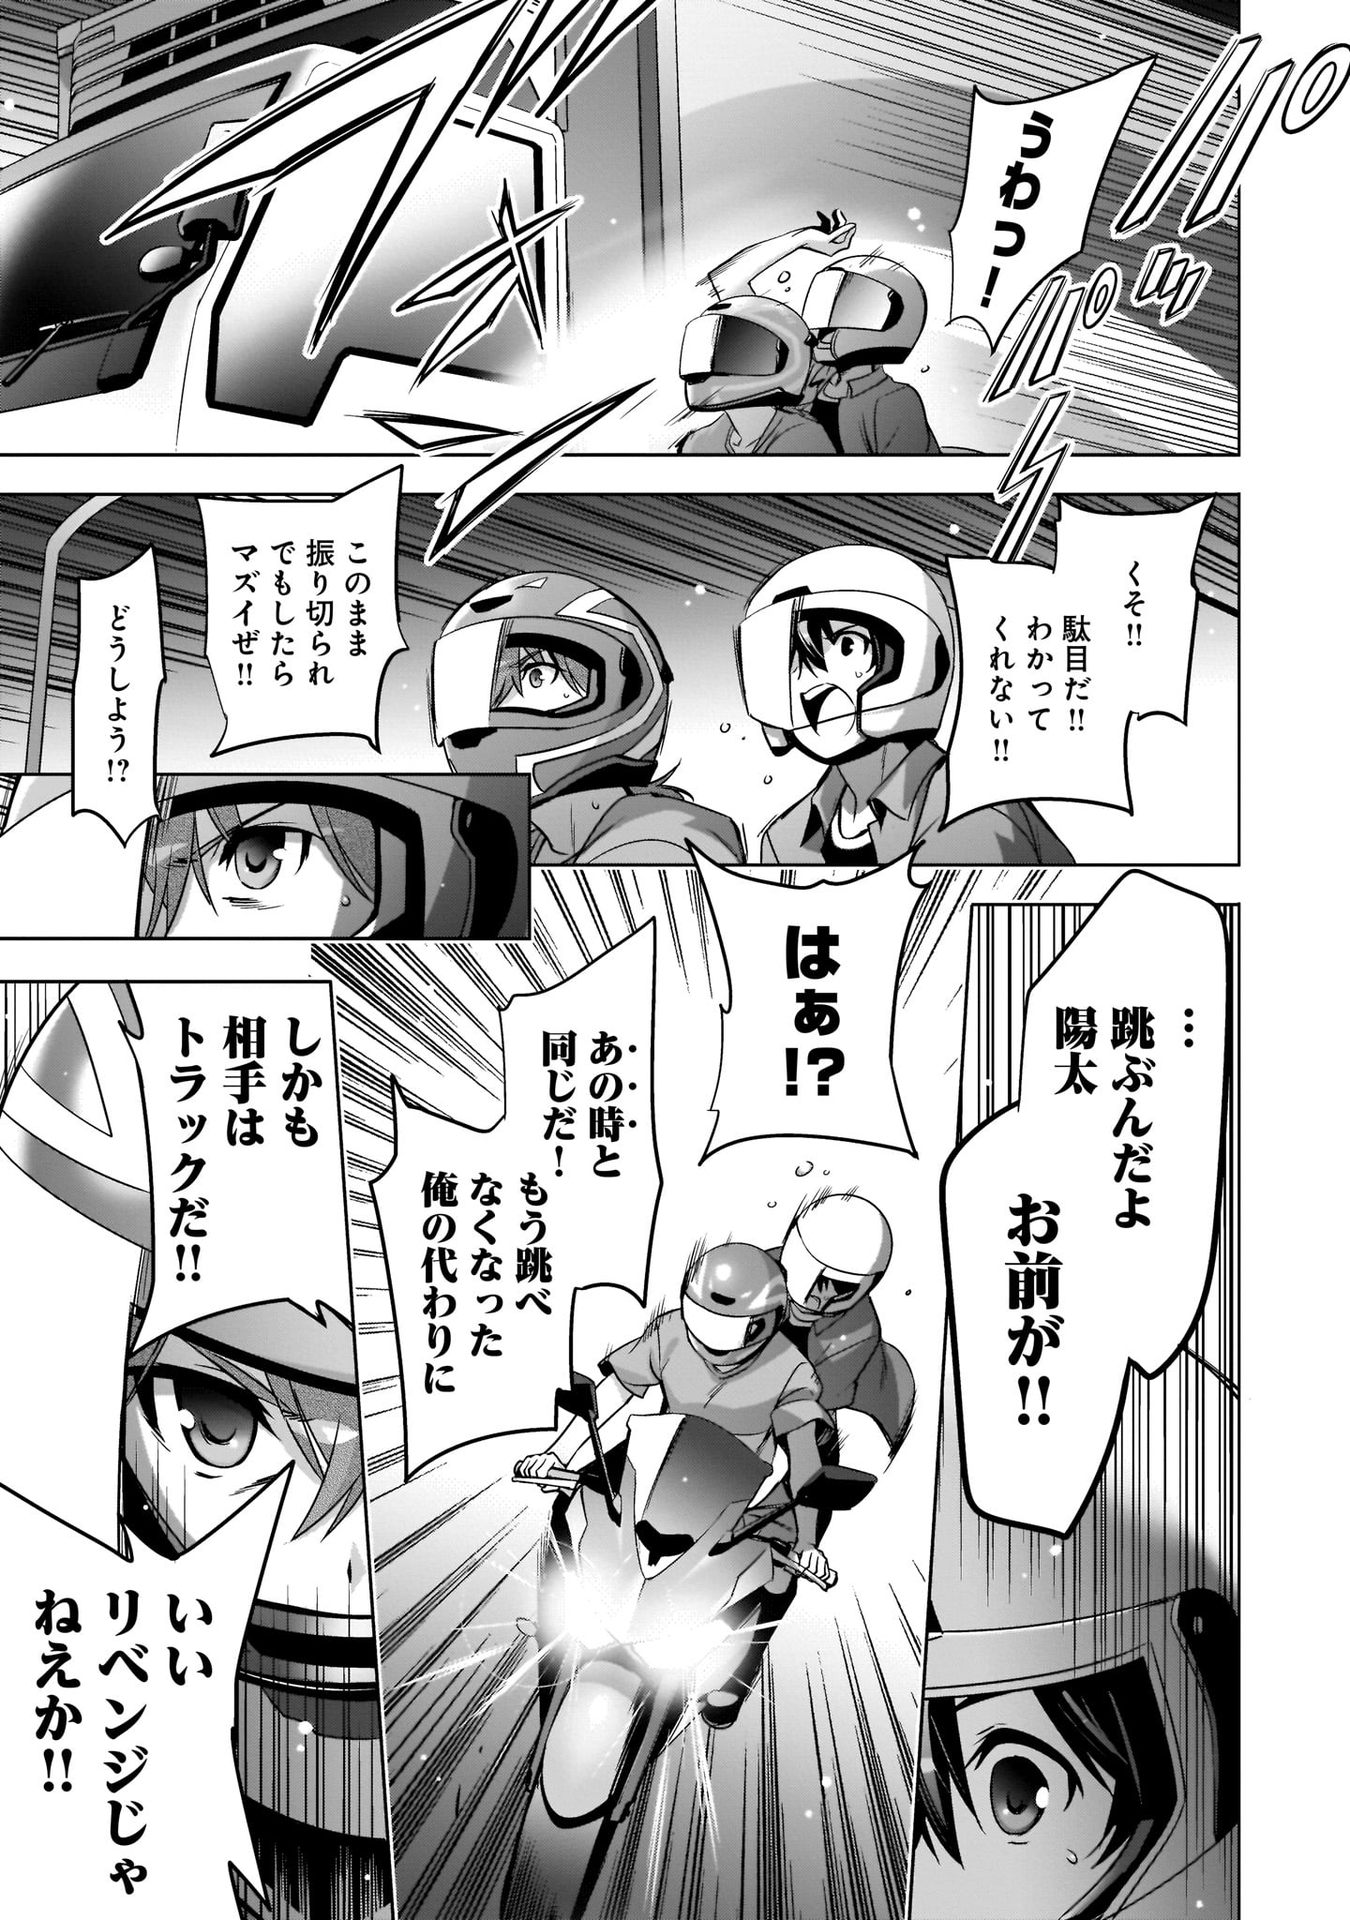 パパパパーッ
うわっ！
くそ!!
駄目だ!!
わかって
くれない!!
このまま
振り切られ
でもしたら
マズイぜ!!
どうしよう!?
…
跳ぶんだよ
陽太
お前が!!
はぁ!?
あの時と
同じだ！
もう跳べ
なくなった
俺の代わりに
しかも
相手は
トラックだ!!
いい
リベンジじゃ
ねえか!!